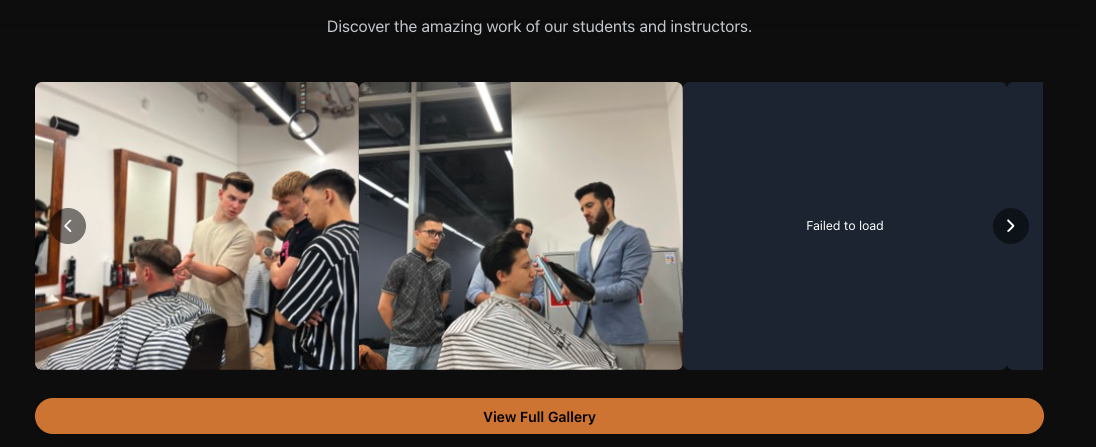 Discover the amazing work of our students and instructors.
Failed to load
View Full Gallery